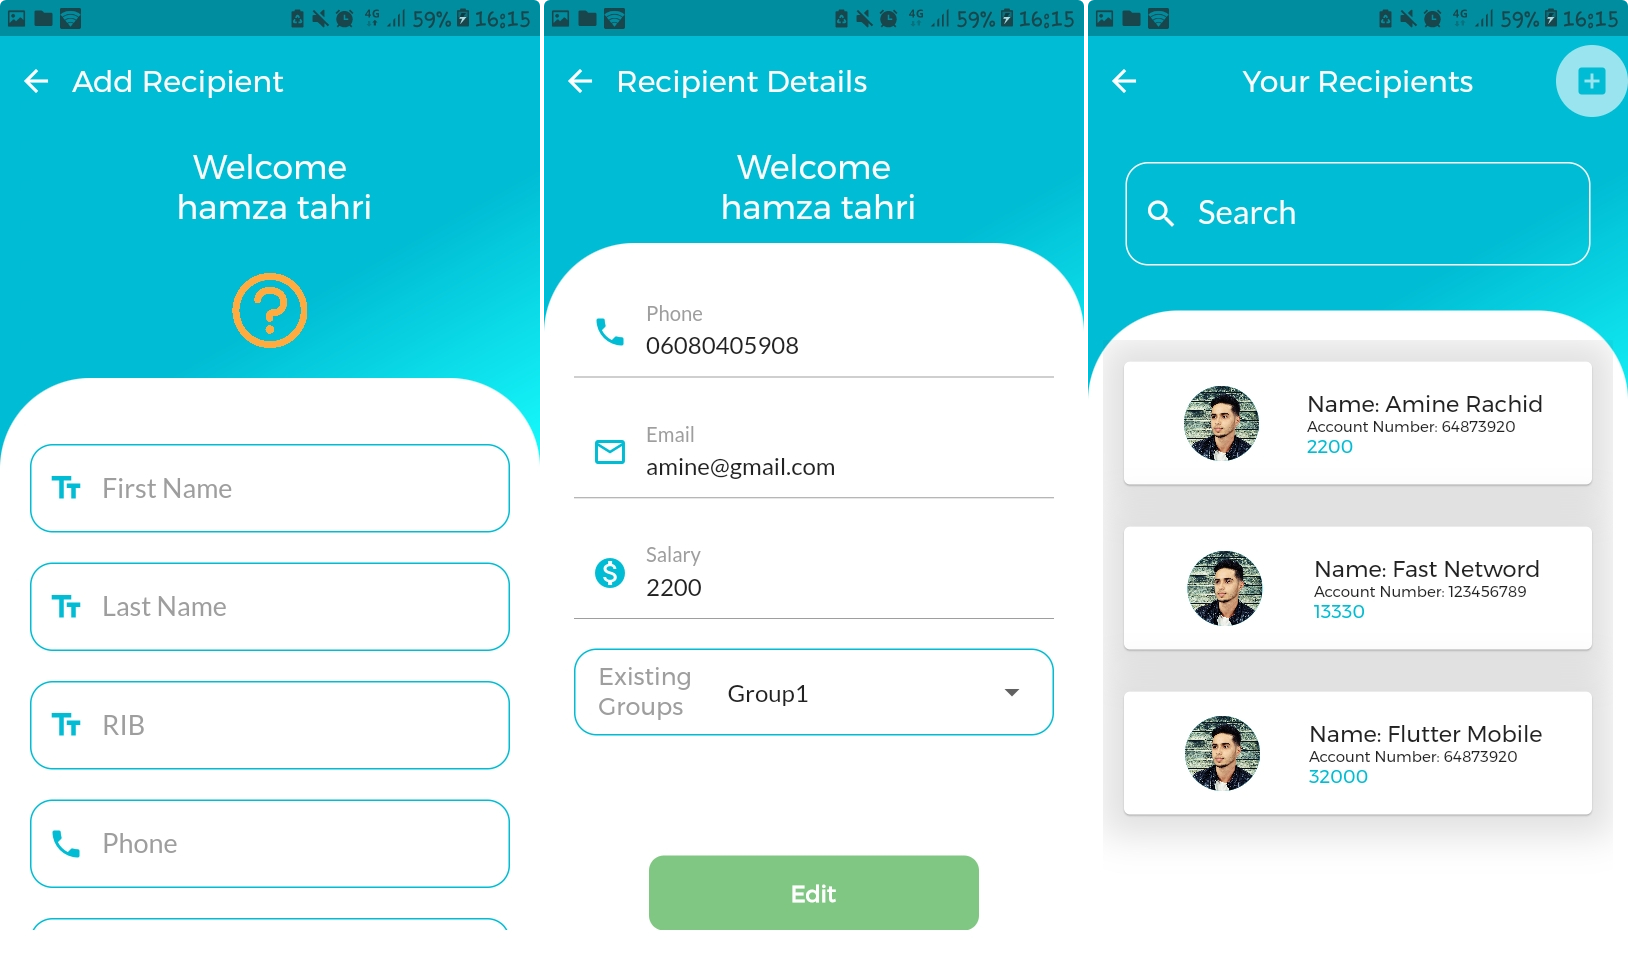 4G 59% 16:15
Add Recipient
Welcome
hamza tahri
First Name
Last Name
RIB
Phone
4G 59% 16:15
Recipient Details
Welcome
hamza tahri
Phone
06080405908
Email
amine@gmail.com
Salary
2200
Existing
Groups
Group1
Edit
4G 59% 16:15
Your Recipients
Search
Name: Amine Rachid
Account Number: 64873920
2200
Name: Fast Netword
Account Number: 123456789
13330
Name: Flutter Mobile
Account Number: 64873920
32000